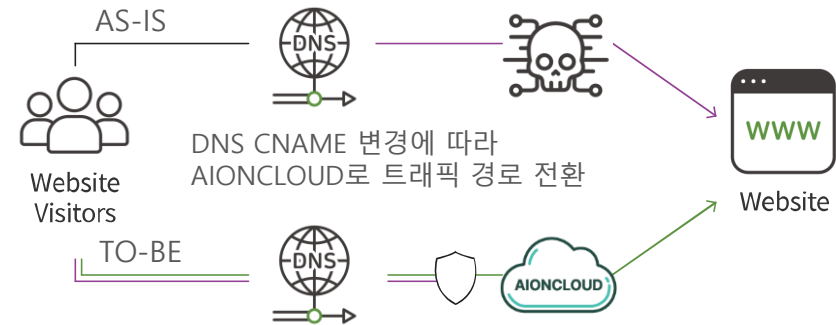 AS-IS
DNS
WWW
DNS CNAME 변경에 따라
AIONCLOUD로 트래픽 경로 전환
Website
Visitors
Website
TO-BE
DNS
AIONCLOUD